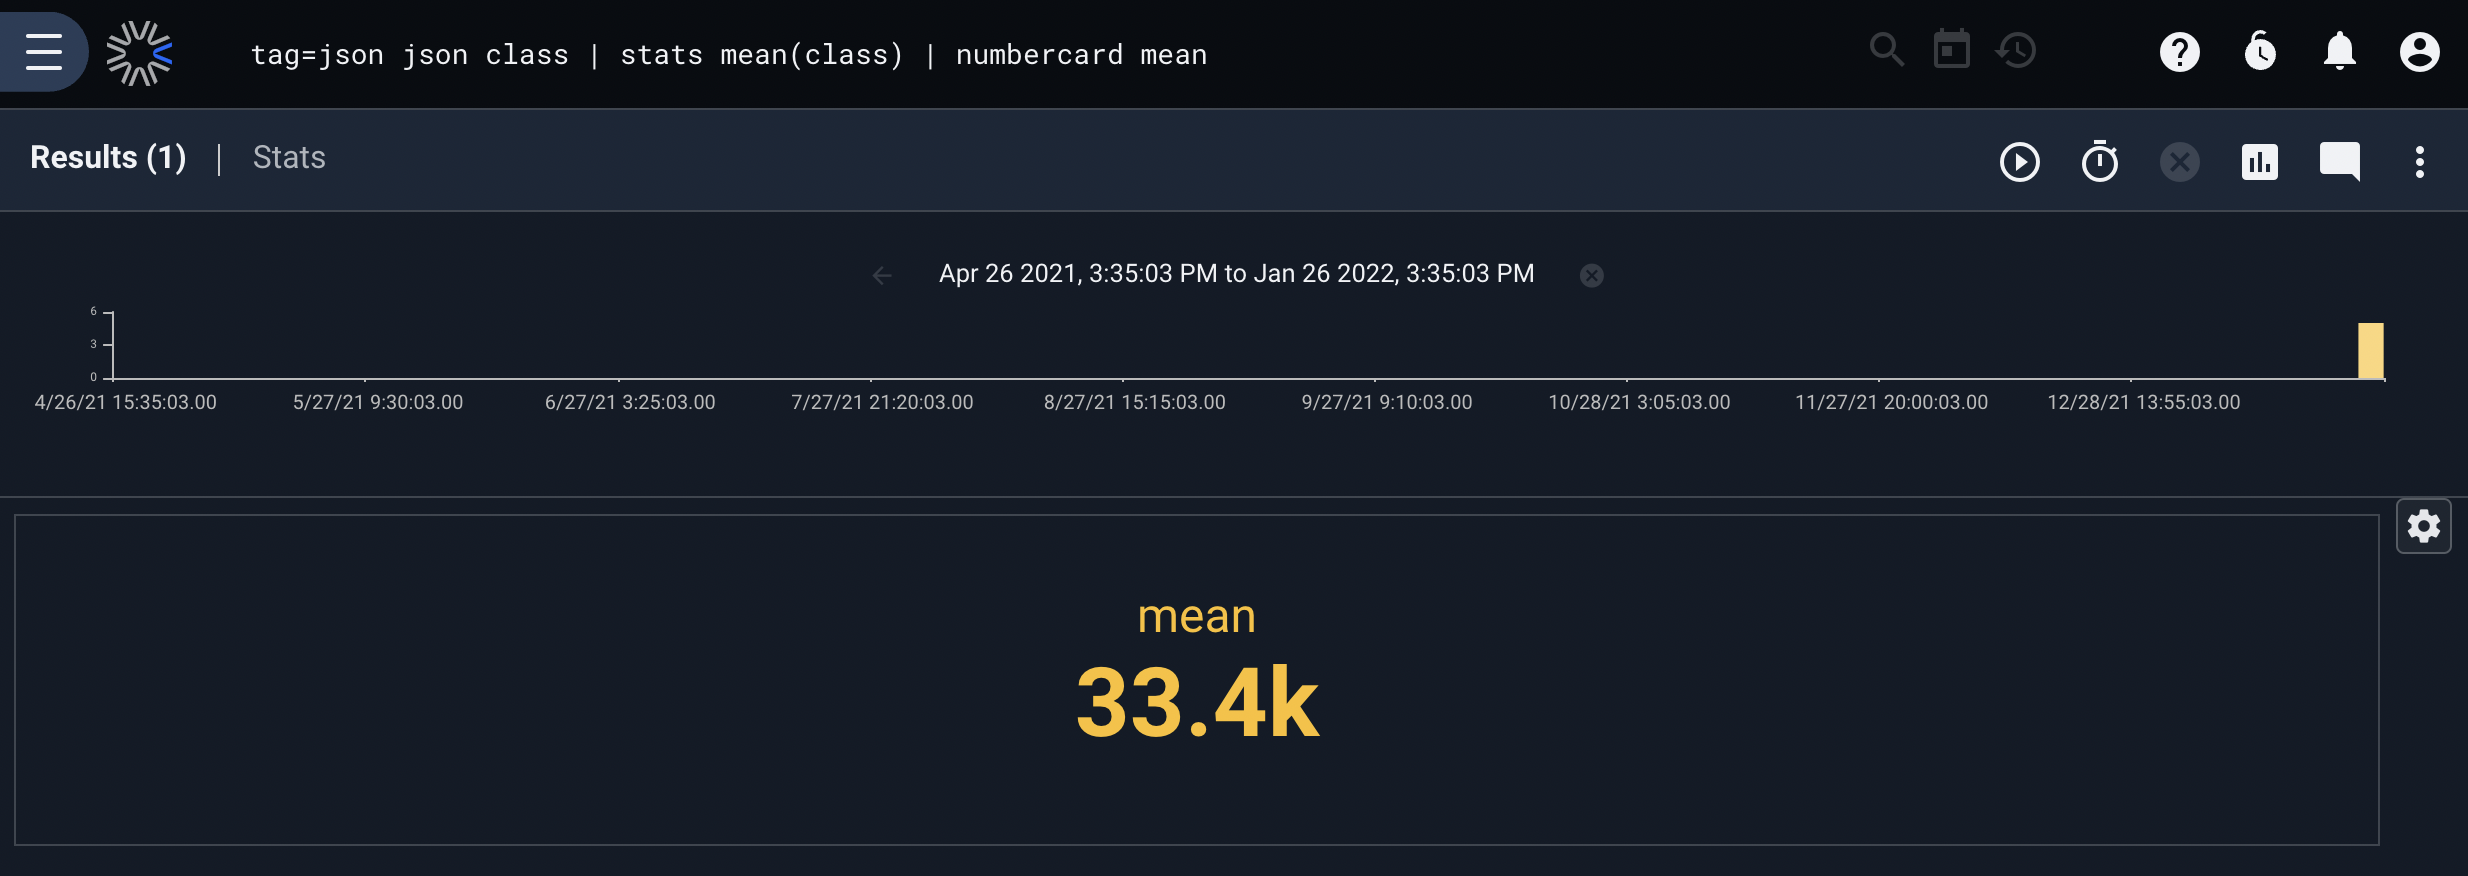 tag=json json class | stats mean(class) | numbercard mean
Results (1) | Stats
Apr 26 2021, 3:35:03 PM to Jan 26 2022, 3:35:03 PM
6
3
0
4/26/21 15:35:03.00 5/27/21 9:30:03.00 6/27/21 3:25:03.00 7/27/21 21:20:03.00 8/27/21 15:15:03.00 9/27/21 9:10:03.00 10/28/21 3:05:03.00 11/27/21 20:00:03.00 12/28/21 13:55:03.00
mean
33.4k